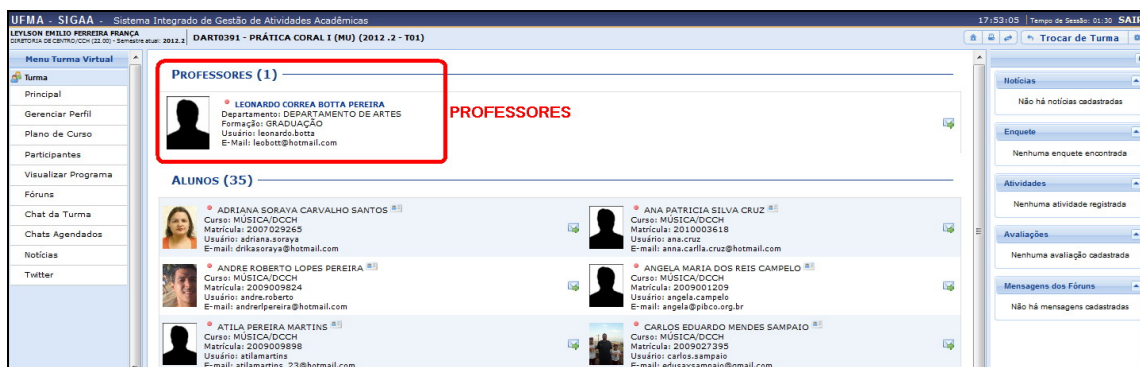 UFMA - SIGAA - Sistema Integrado de Gestão de Atividades Acadêmicas
17:53:05 | Tempo de Sessão: 01:30 SAIR
LEYLSON EMILIO FERREIRA FRANÇA
DIRETORIA DE CENTRO/CCH (22.00) - Semestre atual: 2012.2
DART0391 - PRÁTICA CORAL I (MU) (2012 .2 - T01)
Trocar de Turma
Menu Turma Virtual
Turma
Principal
Gerenciar Perfil
Plano de Curso
Participantes
Visualizar Programa
Fóruns
Chat da Turma
Chats Agendados
Notícias
Twitter
PROFESSORES (1)
LEONARDO CORREA BOTTA PEREIRA
Departamento: DEPARTAMENTO DE ARTES
Formação: GRADUAÇÃO
Usuário: leonardo.botta
E-Mail: leobott@hotmail.com
PROFESSORES
ALUNOS (35)
ADRIANA SORAYA CARVALHO SANTOS
Curso: MÚSICA/DCCH
Matrícula: 2007029265
Usuário: adriana.soraya
E-mail: drikasoraya@hotmail.com
ANA PATRICIA SILVA CRUZ
Curso: MÚSICA/DCCH
Matrícula: 2010003618
Usuário: ana.cruz
E-mail: anna.carlla.cruz@hotmail.com
ANDRE ROBERTO LOPES PEREIRA
Curso: MÚSICA/DCCH
Matrícula: 2009009824
Usuário: andre.roberto
E-mail: andrerlpereira@hotmail.com
ANGELA MARIA DOS REIS CAMPELO
Curso: MÚSICA/DCCH
Matrícula: 2009001209
Usuário: angela.campelo
E-mail: angela@pibco.org.br
ATILA PEREIRA MARTINS
Curso: MÚSICA/DCCH
Matrícula: 2009009898
Usuário: atilamartins
E-mail: atilamartins_23@hotmail.com
CARLOS EDUARDO MENDES SAMPAIO
Curso: MÚSICA/DCCH
Matrícula: 2009027395
Usuário: carlos.sampaio
E-mail: edusaxsampaio@gmail.com
Notícias
Não há notícias cadastradas
Enquete
Nenhuma enquete encontrada
Atividades
Nenhuma atividade registrada
Avaliações
Nenhuma avaliação cadastrada
Mensagens dos Fóruns
Não há mensagens cadastradas